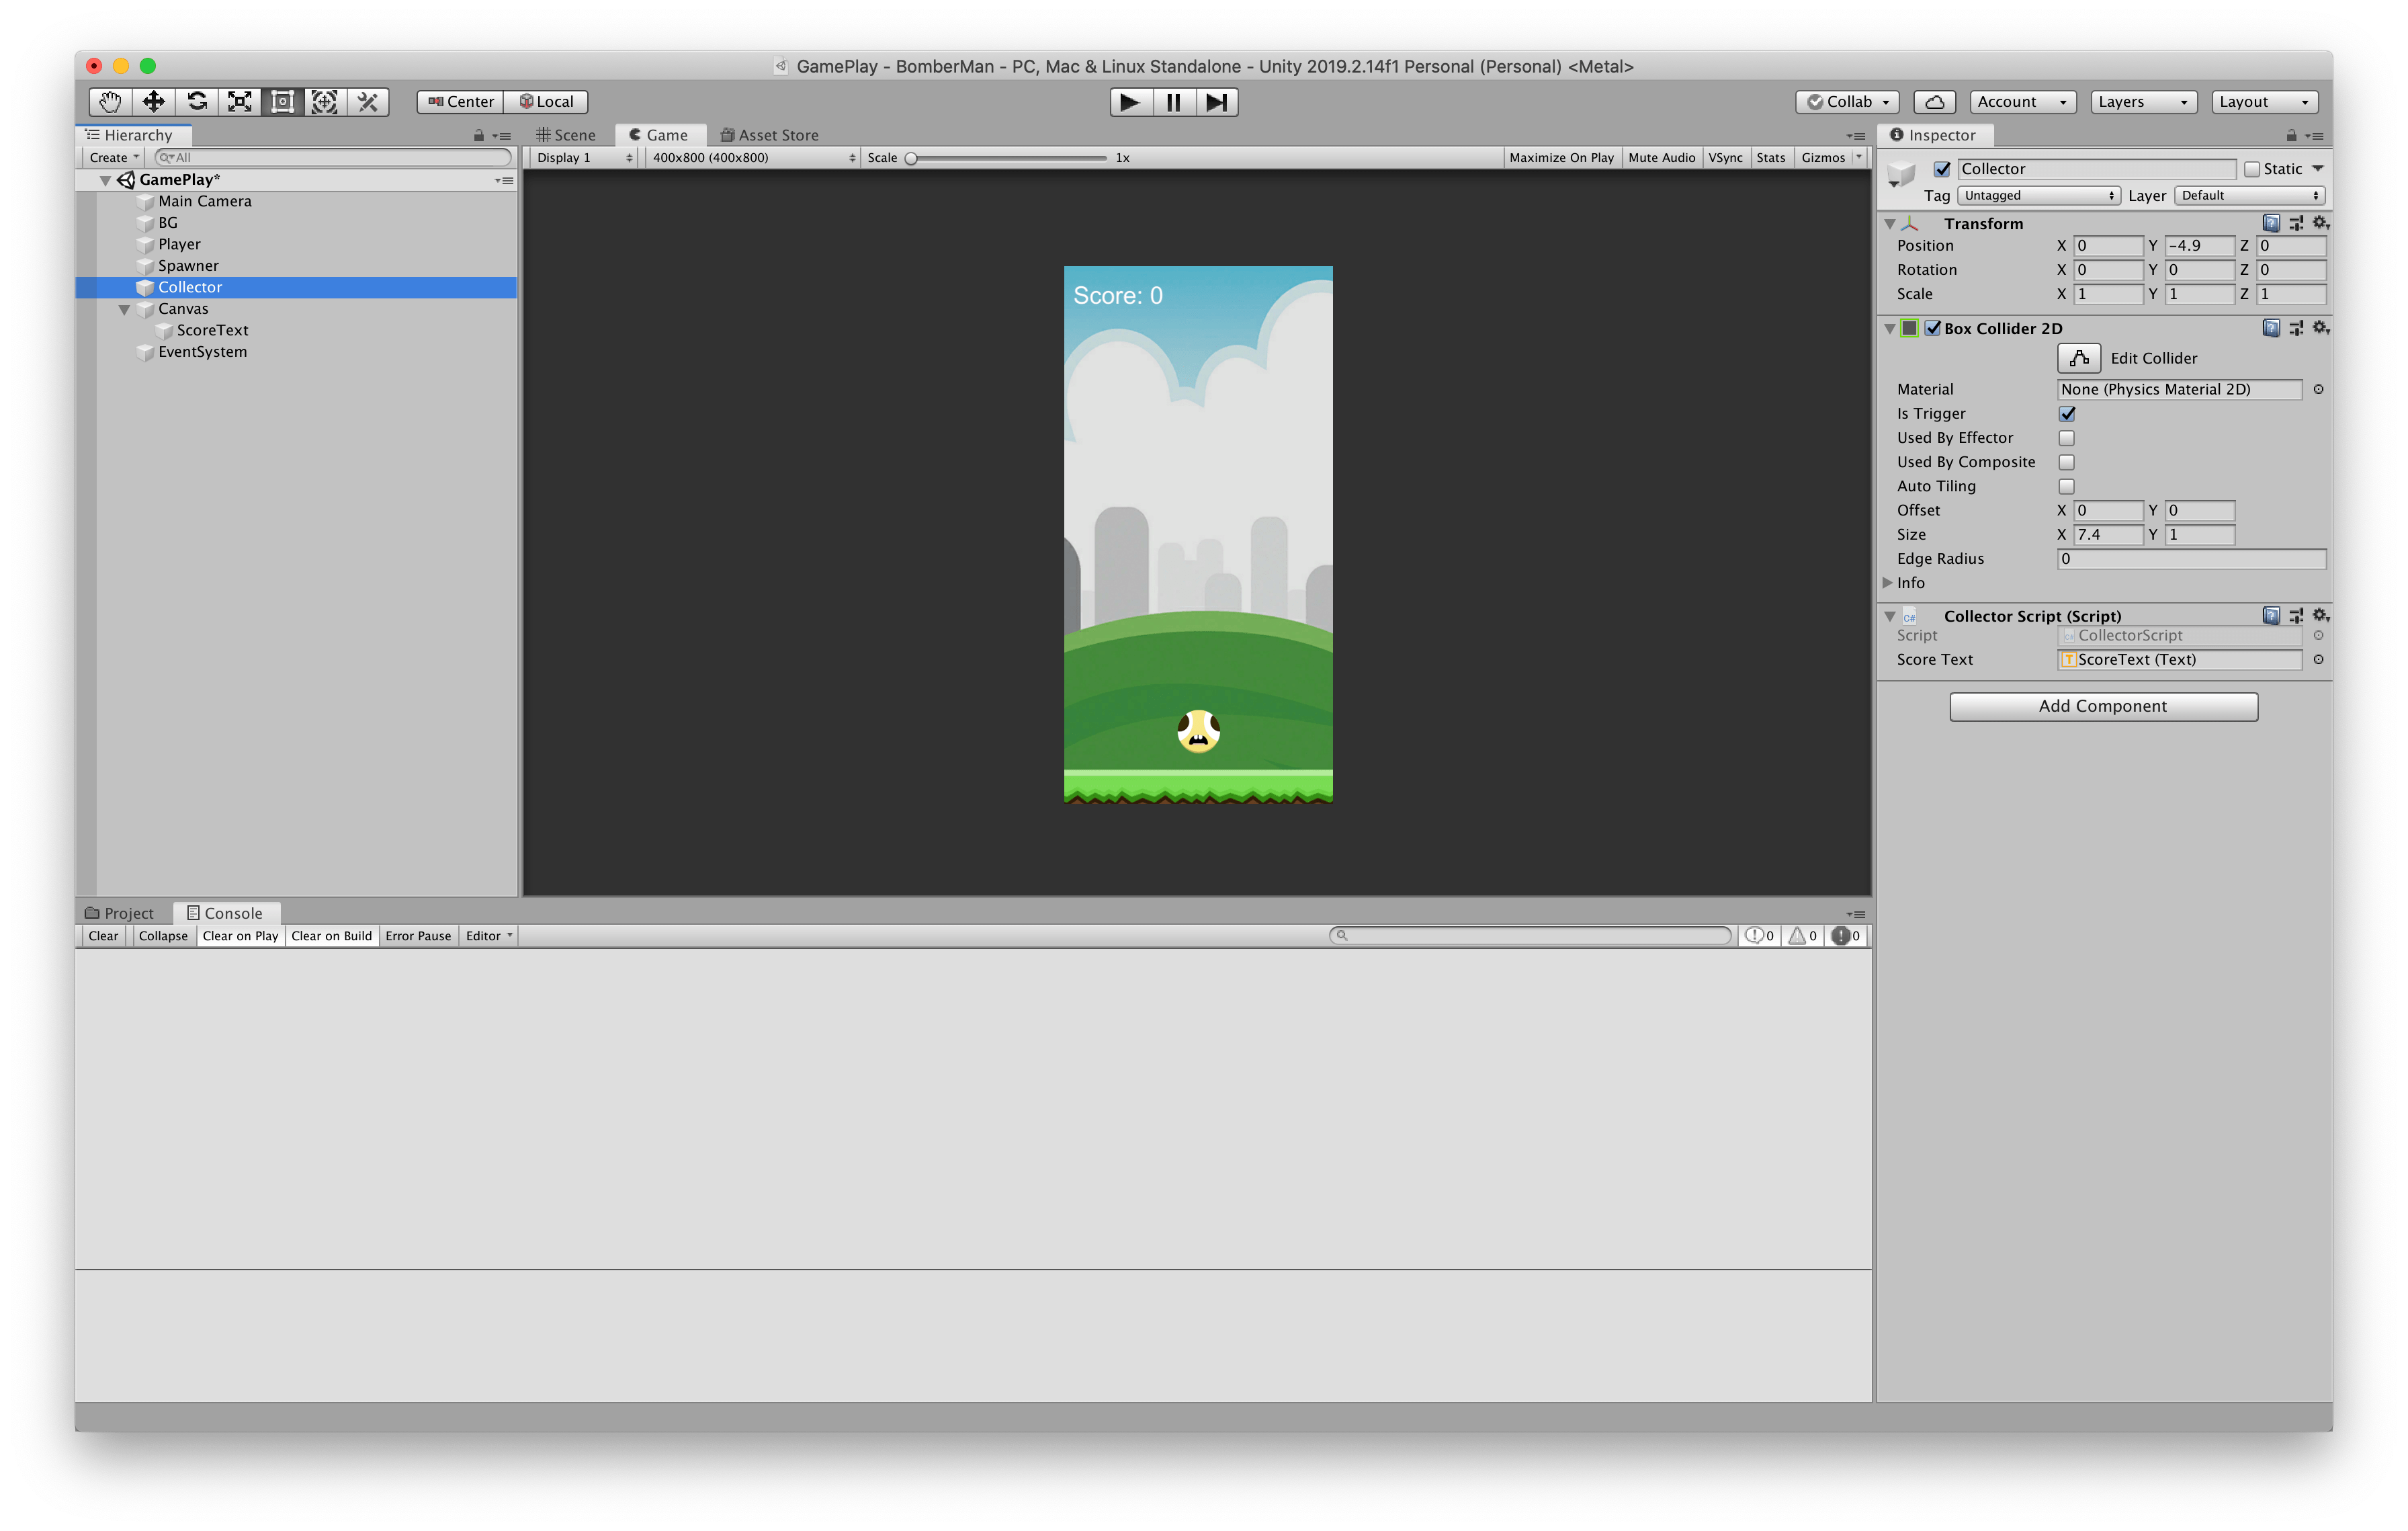 GamePlay - BomberMan - PC, Mac & Linux Standalone - Unity 2019.2.14f1 Personal (Personal) <Metal>
Center Local Collab Account Layers Layout
Hierarchy
Create All
GamePlay*
Main Camera
BG
Player
Spawner
Collector
Canvas
ScoreText
EventSystem
Scene Game Asset Store
Display 1 400x800 (400x800) Scale 1x Maximize On Play Mute Audio VSync Stats Gizmos
Score: 0
Inspector
Collector Static
Tag Untagged Layer Default
Transform
Position X 0 Y -4.9 Z 0
Rotation X 0 Y 0 Z 0
Scale X 1 Y 1 Z 1
Box Collider 2D
Edit Collider
Material None (Physics Material 2D)
Is Trigger
Used By Effector
Used By Composite
Auto Tiling
Offset X 0 Y 0
Size X 7.4 Y 1
Edge Radius 0
Info
C# Collector Script (Script)
Script CollectorScript
Score Text ScoreText (Text)
Add Component
Project Console
Clear Collapse Clear on Play Clear on Build Error Pause Editor 0 0 0